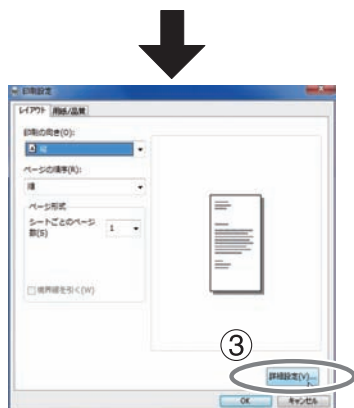 印刷設定
レイアウト 用紙/品質
印刷の向き(O):
縦
ページの順序(R):
順
ページ形式
シートごとのページ
数(S)
1
境界線を引く(W)
③
詳細設定(V)...
OK キャンセル